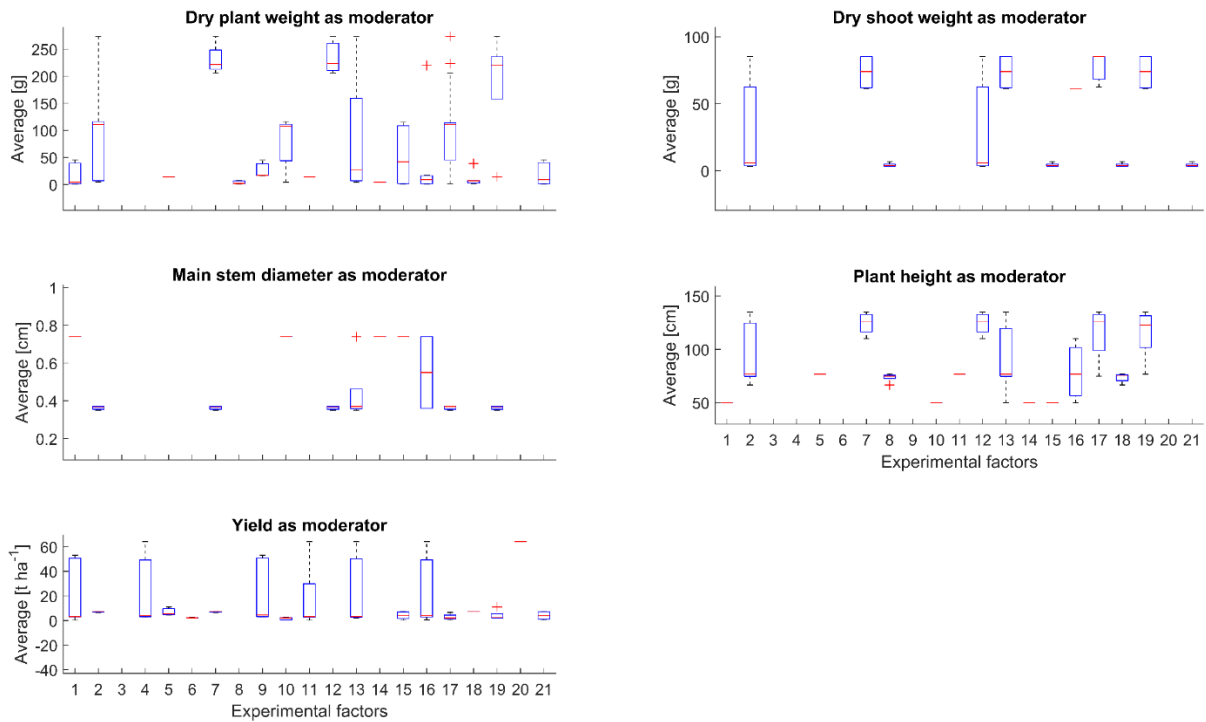 Dry plant weight as moderator
Average [g]
250
200
150
100
50
0
Dry shoot weight as moderator
Average [g]
100
50
0
Main stem diameter as moderator
Average [cm]
1
0.8
0.6
0.4
0.2
Plant height as moderator
Average [cm]
150
100
50
1 2 3 4 5 6 7 8 9 10 11 12 13 14 15 16 17 18 19 20 21
Experimental factors
Yield as moderator
Average [t ha⁻¹]
60
40
20
0
-20
-40
1 2 3 4 5 6 7 8 9 10 11 12 13 14 15 16 17 18 19 20 21
Experimental factors